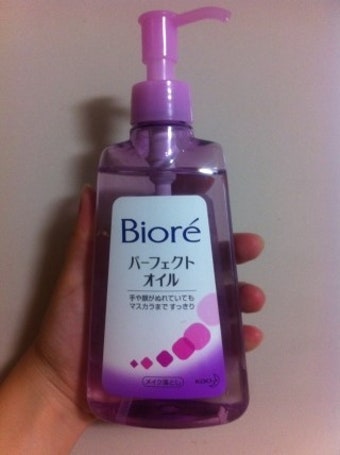 Bioré
パーフェクト
オイル
手や顔がぬれていても
マスカラまで すっきり
メイク落とし
KAO